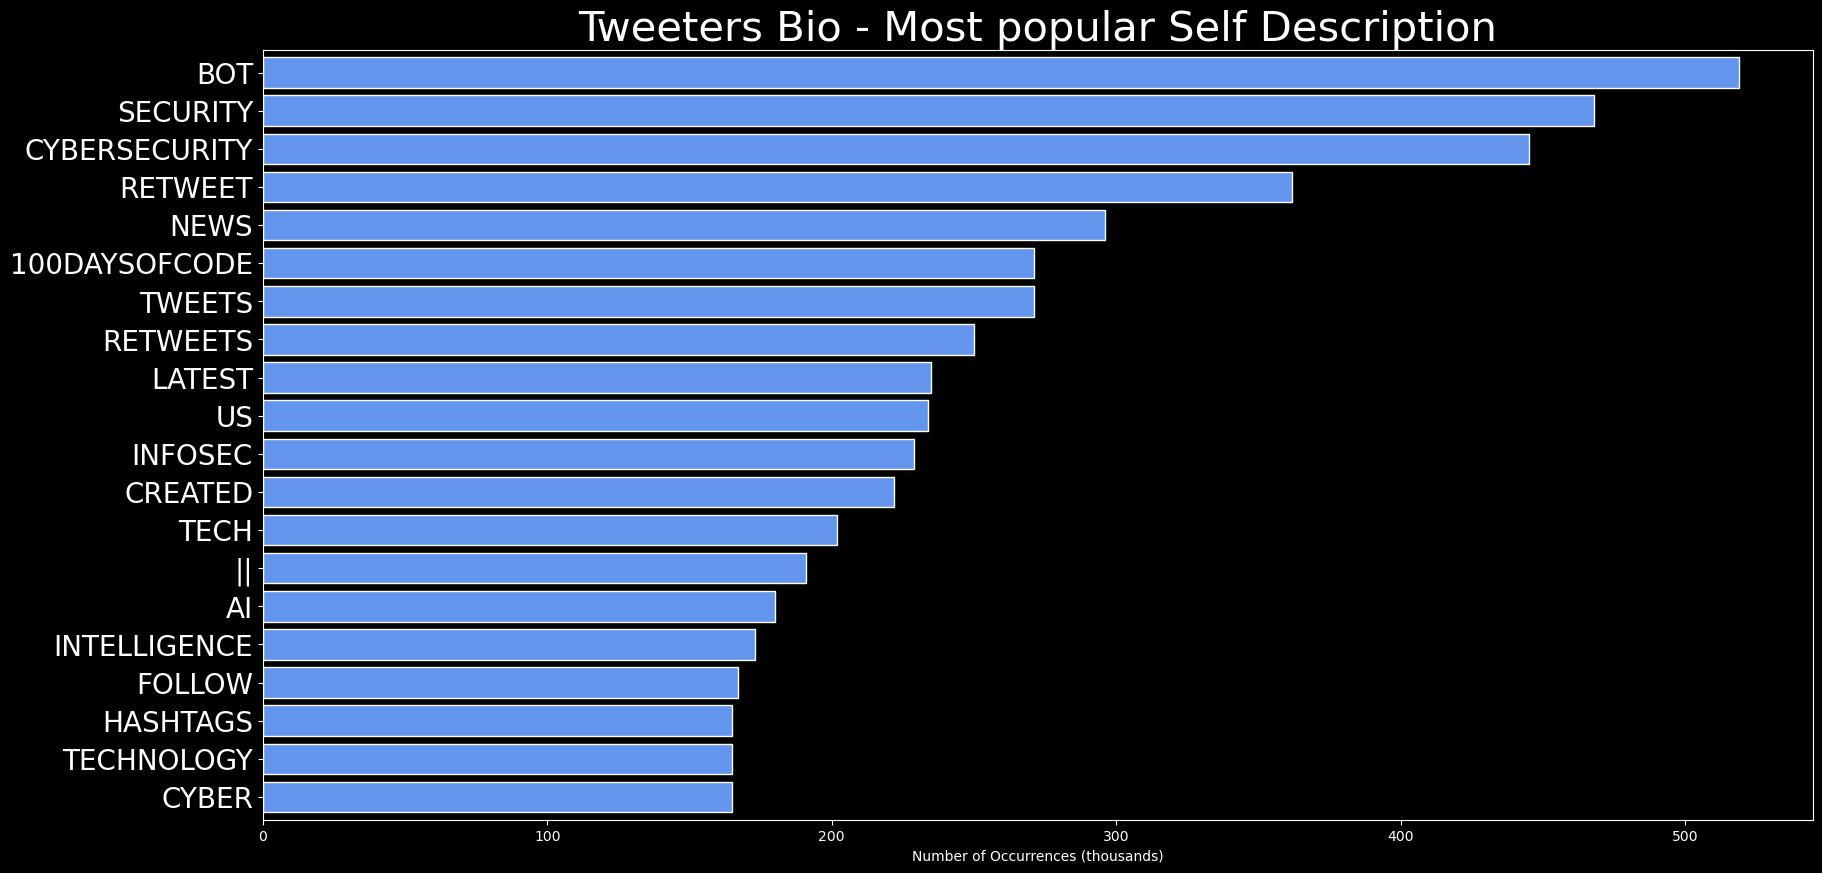 Tweeters Bio - Most popular Self Description
BOT
SECURITY
CYBERSECURITY
RETWEET
NEWS
100DAYSOFCODE
TWEETS
RETWEETS
LATEST
US
INFOSEC
CREATED
TECH
||
AI
INTELLIGENCE
FOLLOW
HASHTAGS
TECHNOLOGY
CYBER
0 100 200 300 400 500
Number of Occurrences (thousands)